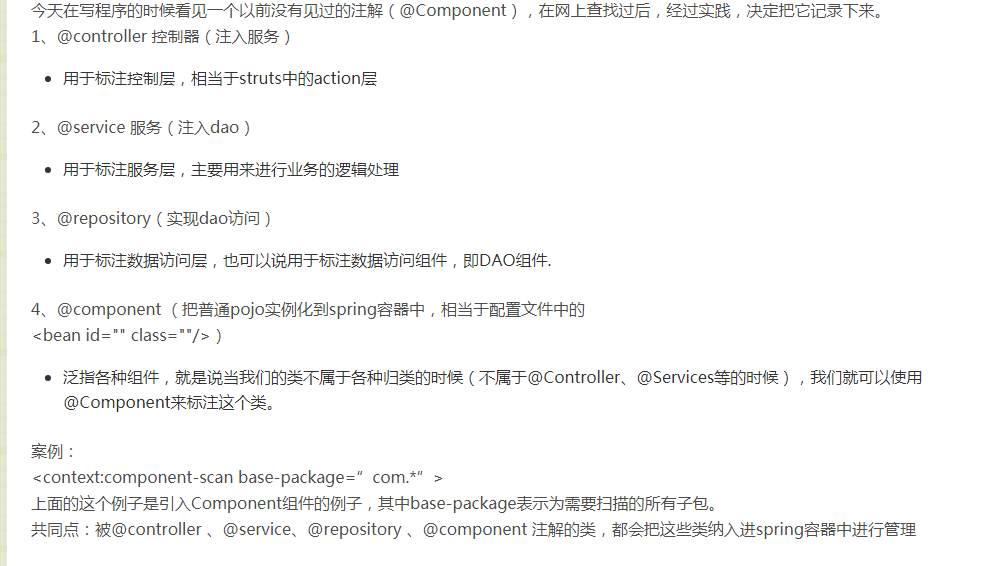 今天在写程序的时候看见一个以前没有见过的注解（@Component），在网上查找过后，经过实践，决定把它记录下来。
1、@controller 控制器（注入服务）
• 用于标注控制层，相当于struts中的action层
2、@service 服务（注入dao）
• 用于标注服务层，主要用来进行业务的逻辑处理
3、@repository（实现dao访问）
• 用于标注数据访问层，也可以说用于标注数据访问组件，即DAO组件.
4、@component （把普通pojo实例化到spring容器中，相当于配置文件中的
<bean id="" class=""/>）
• 泛指各种组件，就是说当我们的类不属于各种归类的时候（不属于@Controller、@Services等的时候），我们就可以使用
@Component来标注这个类。
案例：
<context:component-scan base-package=”com.*”>
上面的这个例子是引入Component组件的例子，其中base-package表示为需要扫描的所有子包。
共同点：被@controller 、@service、@repository 、@component 注解的类，都会把这些类纳入进spring容器中进行管理